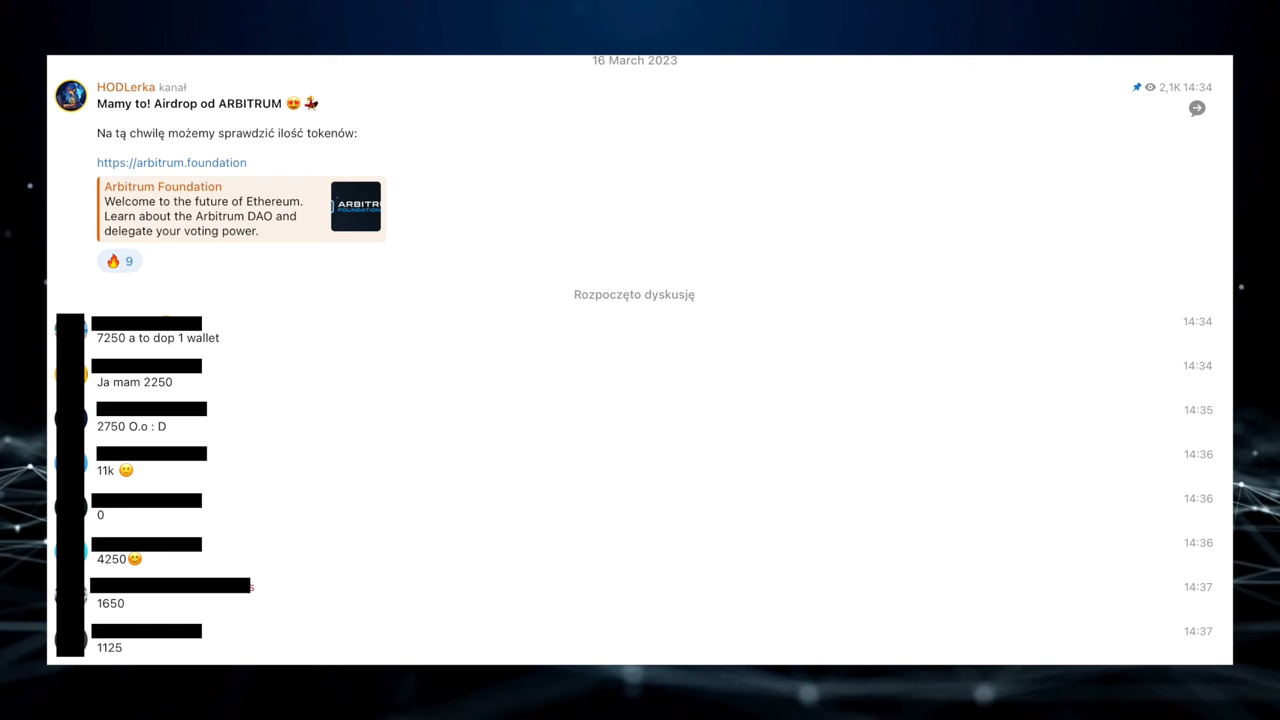 16 March 2023
HODLerka kanał
2,1K 14:34
Mamy to! Airdrop od ARBITRUM 😍💃
Na tą chwilę możemy sprawdzić ilość tokenów:
https://arbitrum.foundation
Arbitrum Foundation
Welcome to the future of Ethereum.
Learn about the Arbitrum DAO and
delegate your voting power.
ARBITR
FOUNDATION
🔥 9
Rozpoczęto dyskusję
14:34
7250 a to dop 1 wallet
14:34
Ja mam 2250
14:35
2750 O.o : D
14:36
11k 🙂
14:36
0
14:36
4250😊
s
14:37
1650
14:37
1125